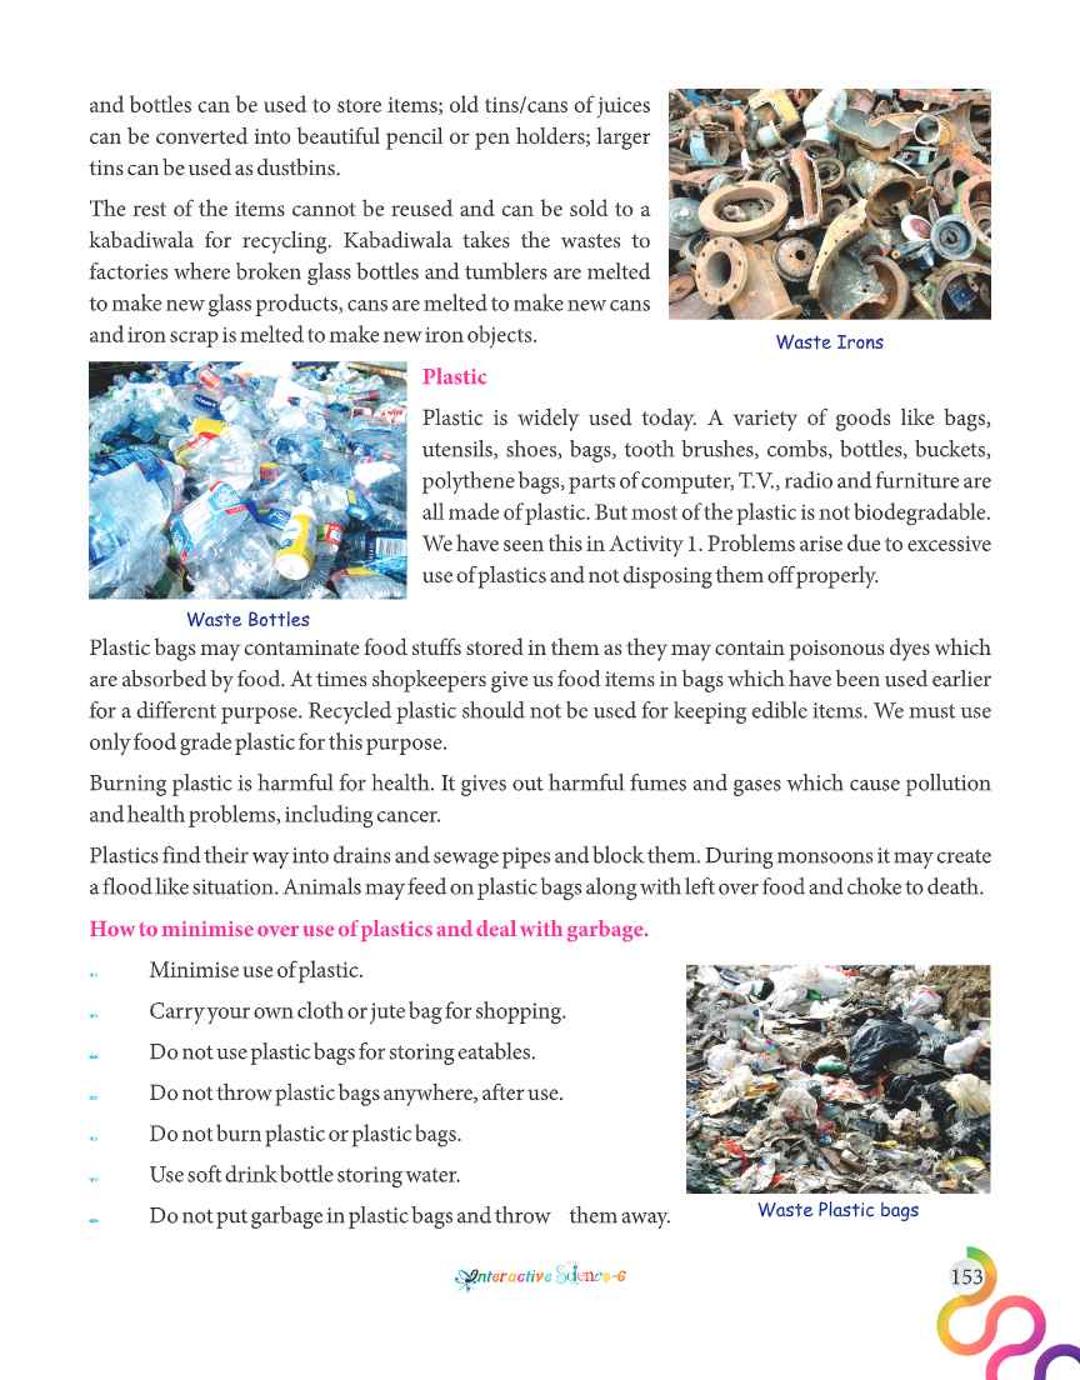 and bottles can be used to store items; old tins/cans of juices
can be converted into beautiful pencil or pen holders; larger
tins can be used as dustbins.
The rest of the items cannot be reused and can be sold to a
kabadiwala for recycling. Kabadiwala takes the wastes to
factories where broken glass bottles and tumblers are melted
to make new glass products, cans are melted to make new cans
and iron scrap is melted to make new iron objects.
Waste Irons
Plastic
Plastic is widely used today. A variety of goods like bags,
utensils, shoes, bags, tooth brushes, combs, bottles, buckets,
polythene bags, parts of computer, T.V., radio and furniture are
all made of plastic. But most of the plastic is not biodegradable.
We have seen this in Activity 1. Problems arise due to excessive
use of plastics and not disposing them off properly.
Waste Bottles
Plastic bags may contaminate food stuffs stored in them as they may contain poisonous dyes which
are absorbed by food. At times shopkeepers give us food items in bags which have been used earlier
for a different purpose. Recycled plastic should not be used for keeping edible items. We must use
only food grade plastic for this purpose.
Burning plastic is harmful for health. It gives out harmful fumes and gases which cause pollution
and health problems, including cancer.
Plastics find their way into drains and sewage pipes and block them. During monsoons it may create
a flood like situation. Animals may feed on plastic bags along with left over food and choke to death.
How to minimise over use of plastics and deal with garbage.
Minimise use of plastic.
Carry your own cloth or jute bag for shopping.
Do not use plastic bags for storing eatables.
Do not throw plastic bags anywhere, after use.
Do not burn plastic or plastic bags.
Use soft drink bottle storing water.
Do not put garbage in plastic bags and throw them away.
Waste Plastic bags
Interactive Science-6
153